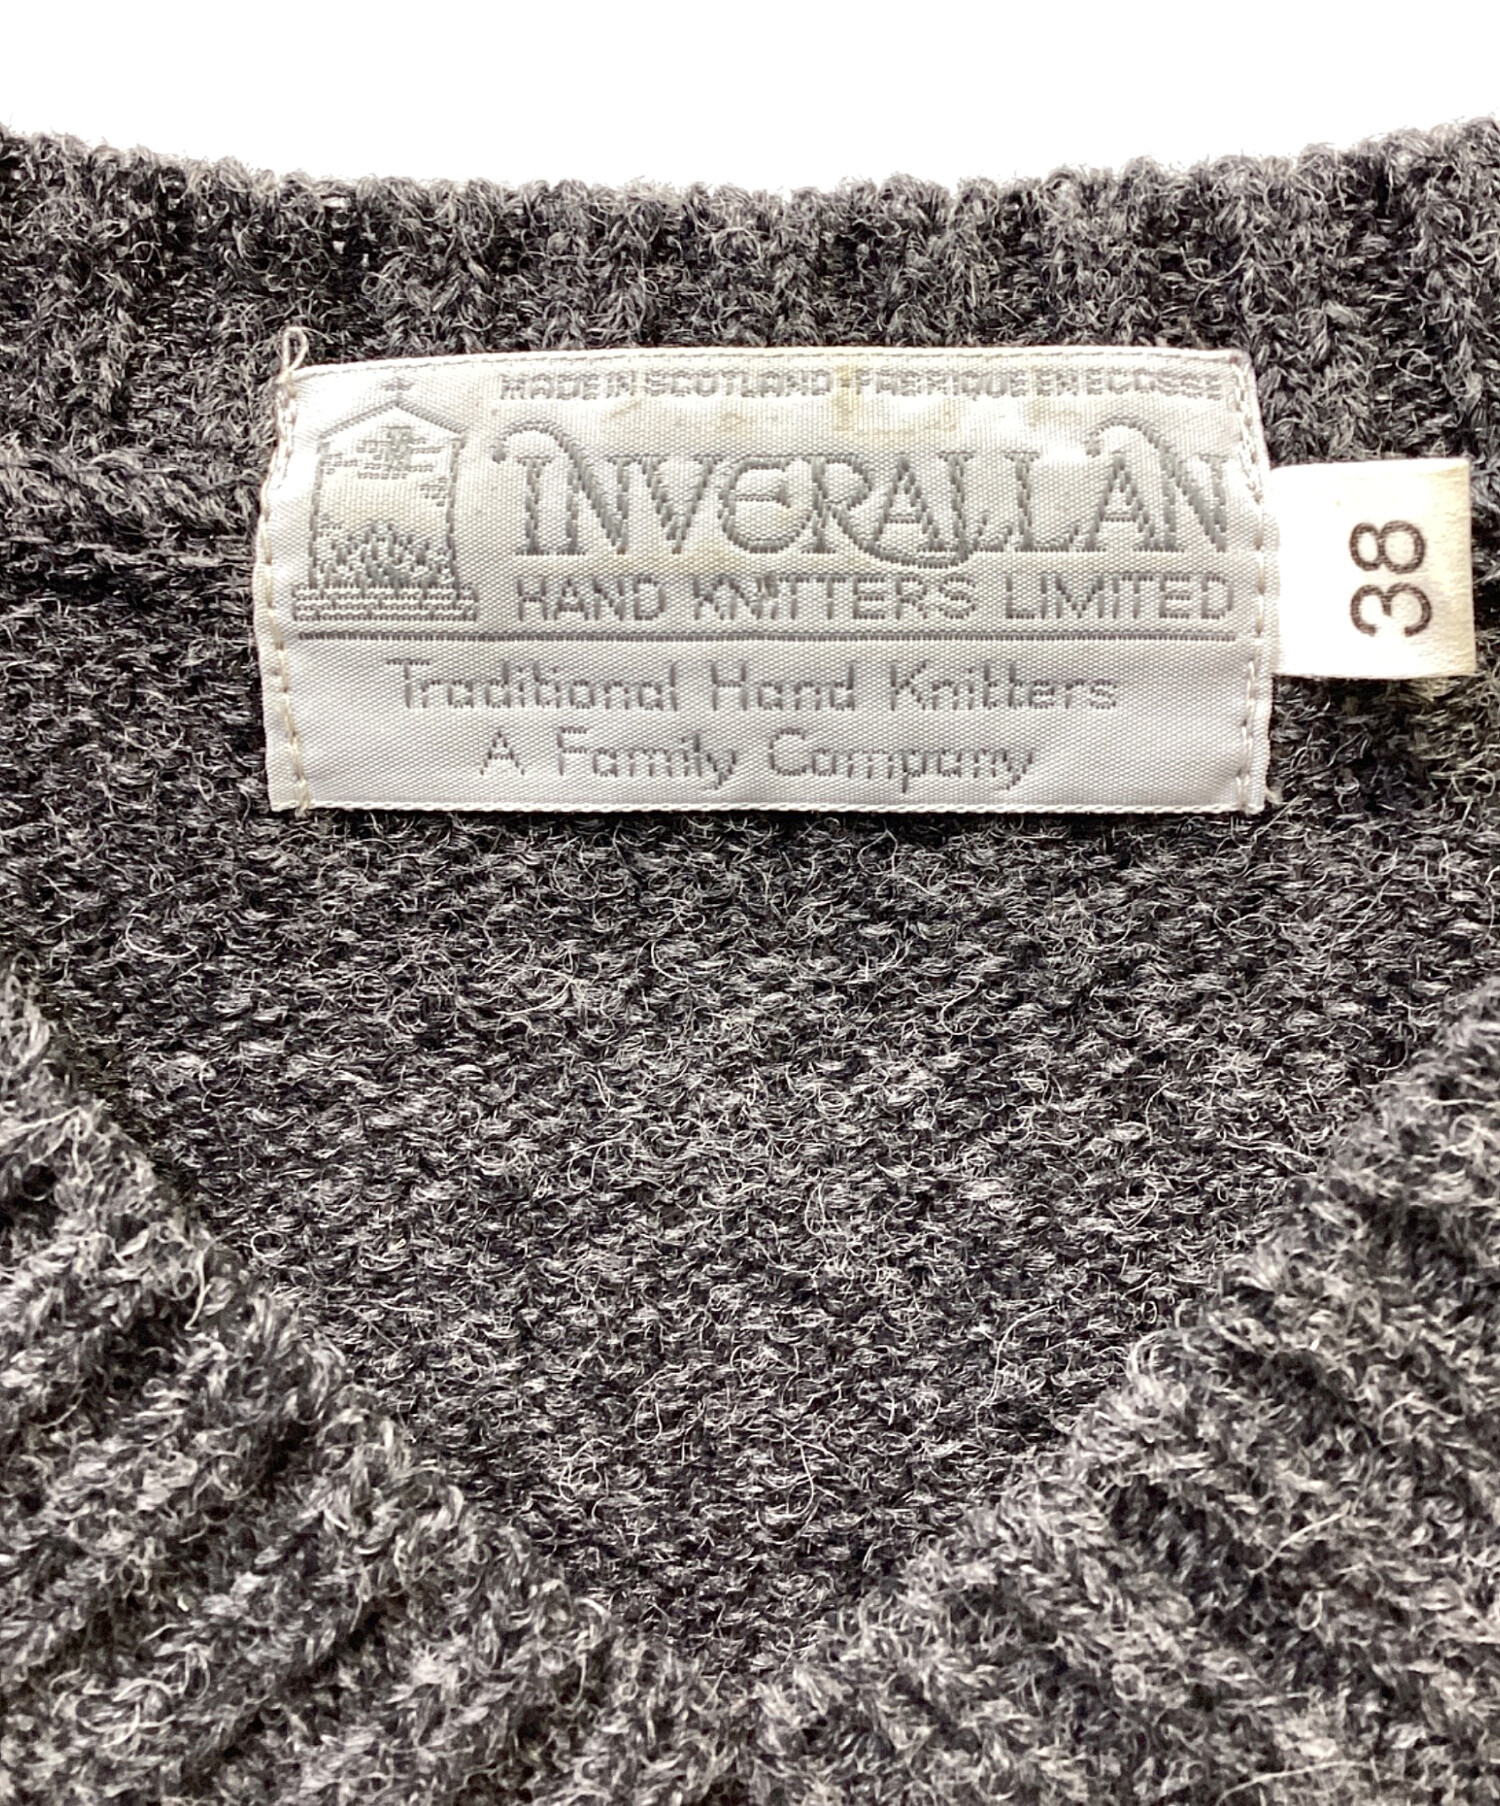 MADE IN SCOTLAND · FABRIQUE EN ECOSSE
INVERALLAN
HAND KNITTERS LIMITED
Traditional Hand Knitters
A Family Company
38